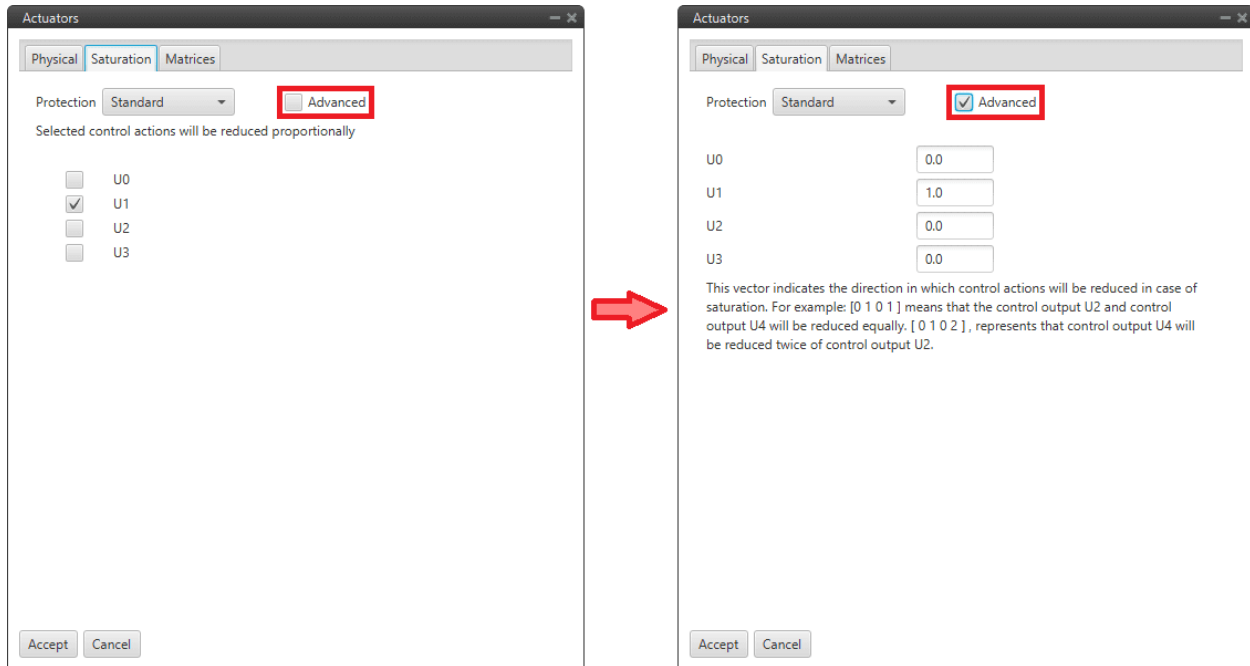 Actuators
Physical Saturation Matrices
Protection Standard Advanced
Selected control actions will be reduced proportionally
U0
U1
U2
U3
Accept Cancel
Actuators
Physical Saturation Matrices
Protection Standard Advanced
U0 0.0
U1 1.0
U2 0.0
U3 0.0
This vector indicates the direction in which control actions will be reduced in case of
saturation. For example: [0 1 0 1 ] means that the control output U2 and control
output U4 will be reduced equally. [ 0 1 0 2 ] , represents that control output U4 will
be reduced twice of control output U2.
Accept Cancel